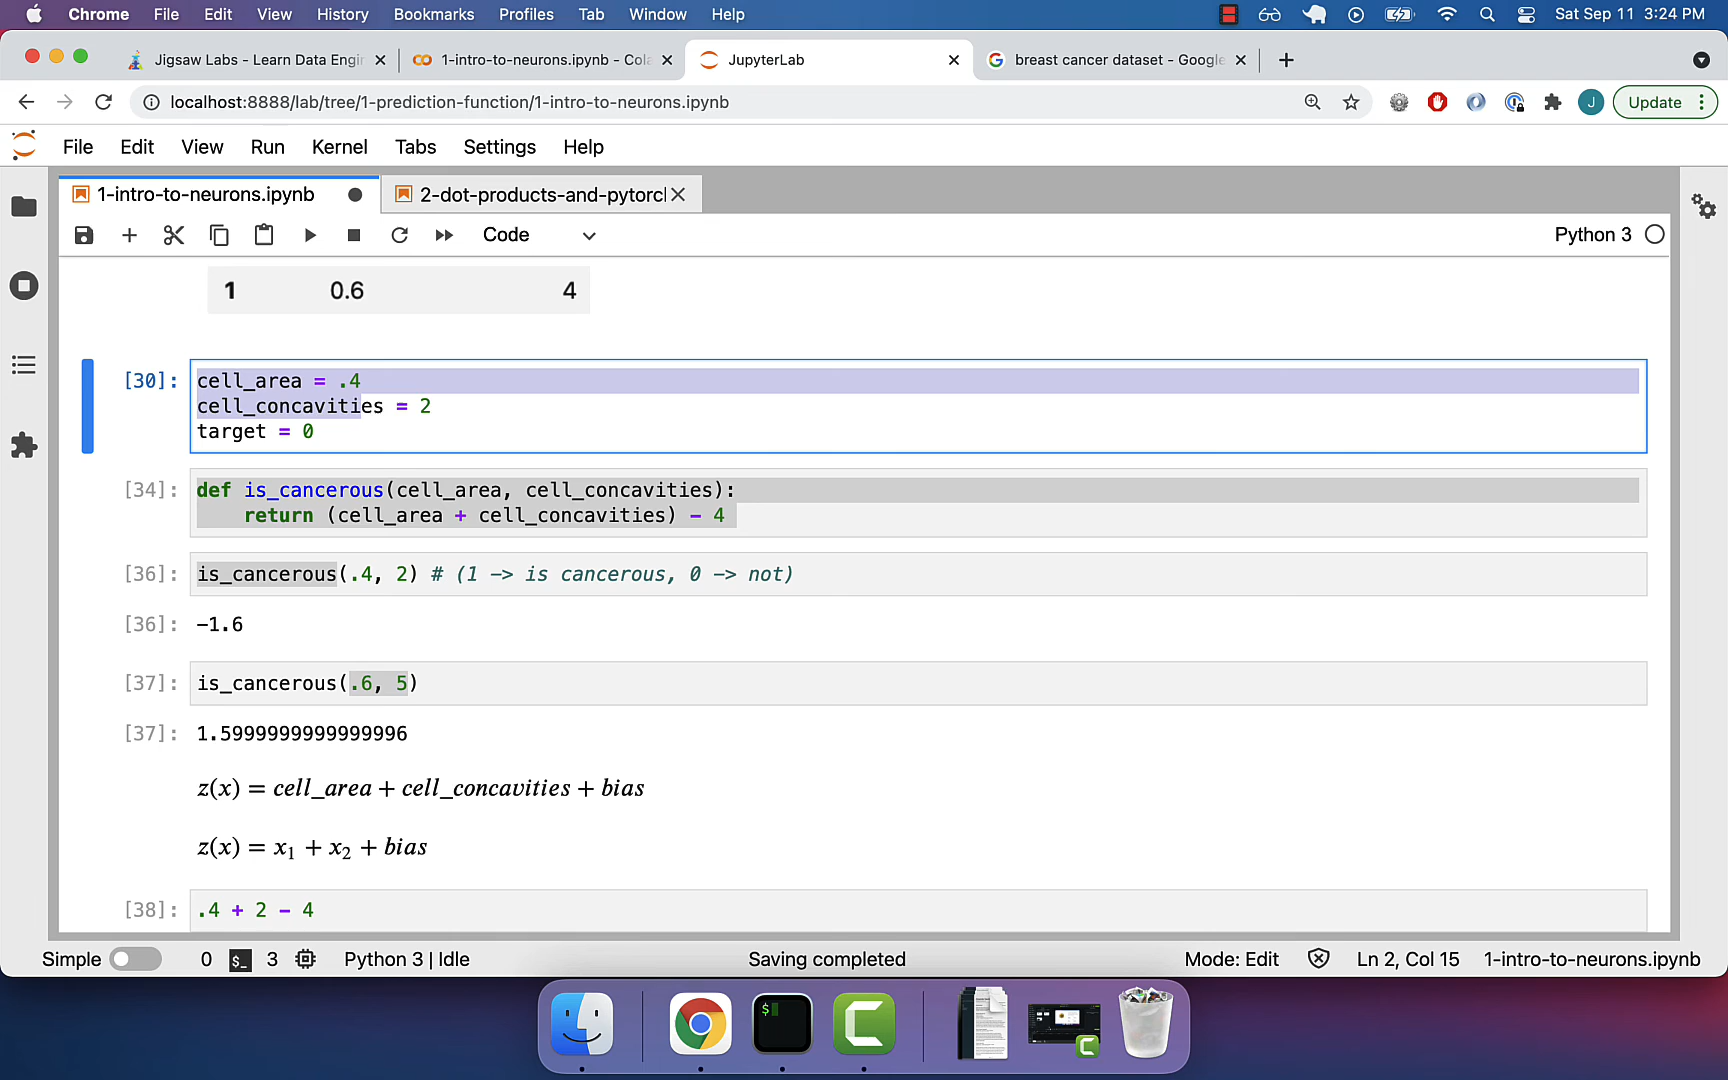 Chrome File Edit View History Bookmarks Profiles Tab Window Help Sat Sep 11 3:24 PM
Jigsaw Labs - Learn Data Engin 1-intro-to-neurons.ipynb - Cola JupyterLab breast cancer dataset - Google
localhost:8888/lab/tree/1-prediction-function/1-intro-to-neurons.ipynb J Update
File Edit View Run Kernel Tabs Settings Help
1-intro-to-neurons.ipynb 2-dot-products-and-pytorcl
Code Python 3
1 0.6 4
[30]: cell_area = .4
cell_concavities = 2
target = 0
[34]: def is_cancerous(cell_area, cell_concavities):
return (cell_area + cell_concavities) - 4
[36]: is_cancerous(.4, 2) # (1 -> is cancerous, 0 -> not)
[36]: -1.6
[37]: is_cancerous(.6, 5)
[37]: 1.5999999999999996
z(x) = cell_area + cell_concavities + bias
z(x) = x₁ + x₂ + bias
[38]: .4 + 2 - 4
Simple 0 $_ 3 Python 3 | Idle Saving completed Mode: Edit Ln 2, Col 15 1-intro-to-neurons.ipynb
$